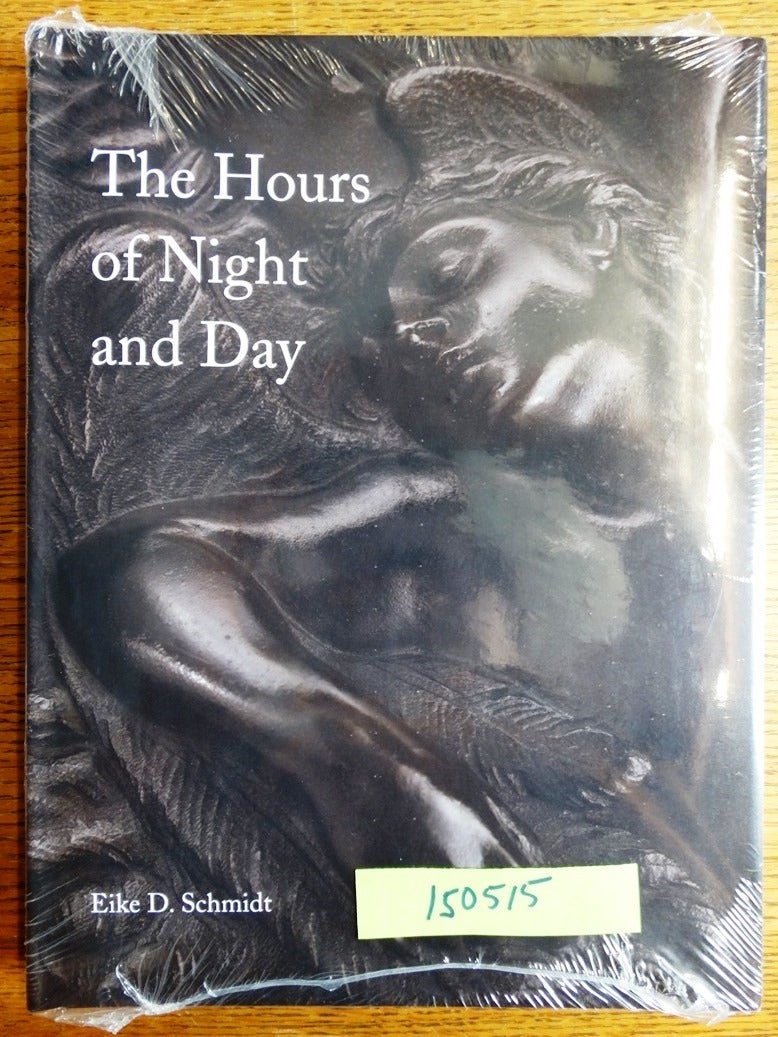 The Hours
of Night
and Day
Eike D. Schmidt
150515